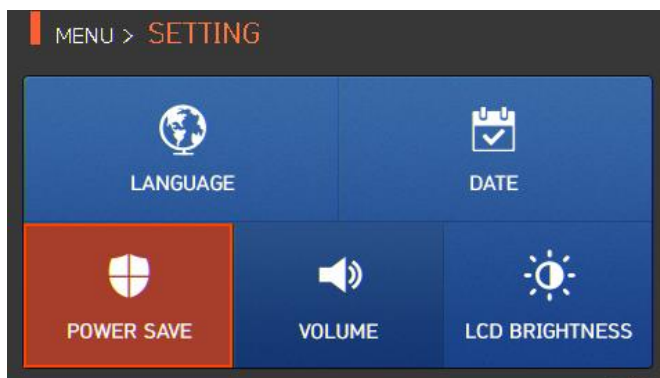 MENU > SETTING
LANGUAGE
DATE
POWER SAVE
VOLUME
LCD BRIGHTNESS